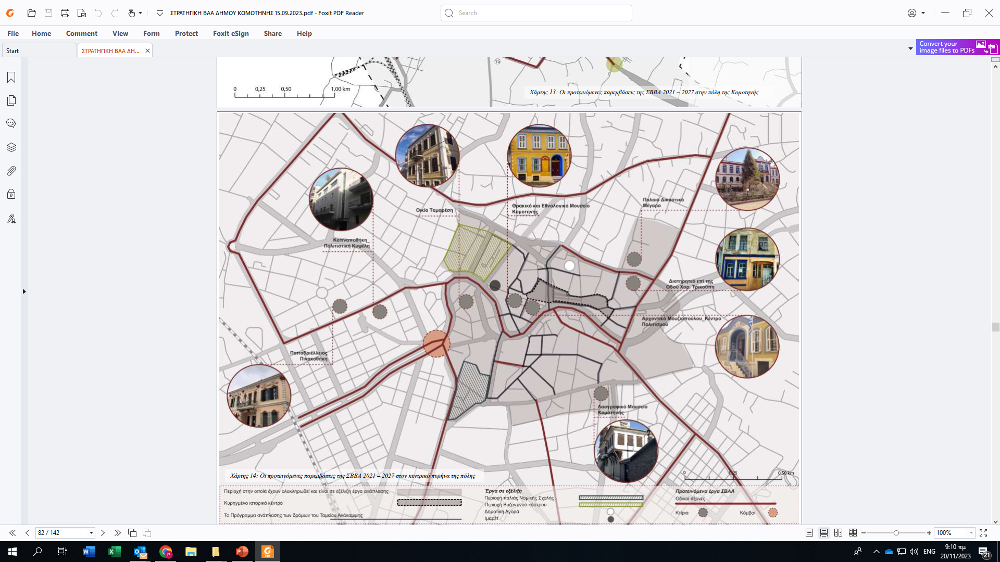 ΣΤΡΑΤΗΓΙΚΗ ΒΑΑ ΔΗΜΟΥ ΚΟΜΟΤΗΝΗΣ 15.09.2023.pdf - Foxit PDF Reader
Search
File Home Comment View Form Protect Foxit eSign Share Help
Start
ΣΤΡΑΤΗΓΙΚΗ ΒΑΑ ΔΗ...
Convert your
image files to PDFs
15
0 0,25 0,50 1,00 km
Χάρτης 13: Οι προτεινόμενες παρεμβάσεις της ΣΒΒΑ 2021 – 2027 στην πόλη της Κομοτηνής
Παλαιό Δικαστικό
Μέγαρο
Οικία Ταμαρέση
Θρακικό και Εθνολογικό Μουσείο
Κομοτηνής
Καπναποθήκη_
Πολιτιστική Κυψέλη
Διατηρητεό επί της
Οδού Χαρ. Τρικούπη
Αρχοντικό Μουζιοπούλου_Κέντρο
Πολιτισμού
Παπαδριέλλειος
Πινακοθήκη
Λαογραφικό Μουσείο
Κομοτηνής
0 0,25 0,50 km
Χάρτης 14: Οι προτεινόμενες παρεμβάσεις της ΣΒΒΑ 2021 – 2027 στον κεντρικό πυρήνα της πόλης
Περιοχή στην οποία έχουν ολοκληρωθεί και είναι σε εξέλιξη έργα ανάπλασης
Κυρηγμένο ιστορικό κέντρο
Το Πρόγραμμα ανάπλασης των δρόμων του Ταμείου Ανάκαμψης
Έργα σε εξέλιξη
Περιοχή παλιάς Νομικής Σχολής
Περιοχή Βυζαντινού κάστρου
Δημοτική Αγορά
Ιμαρέτ
Προτεινόμενα έργα ΣΒΑΑ
Οδικοί άξονες
Κτίρια Κόμβοι
82 / 142
100%
ENG
9:10 πμ
20/11/2023
21